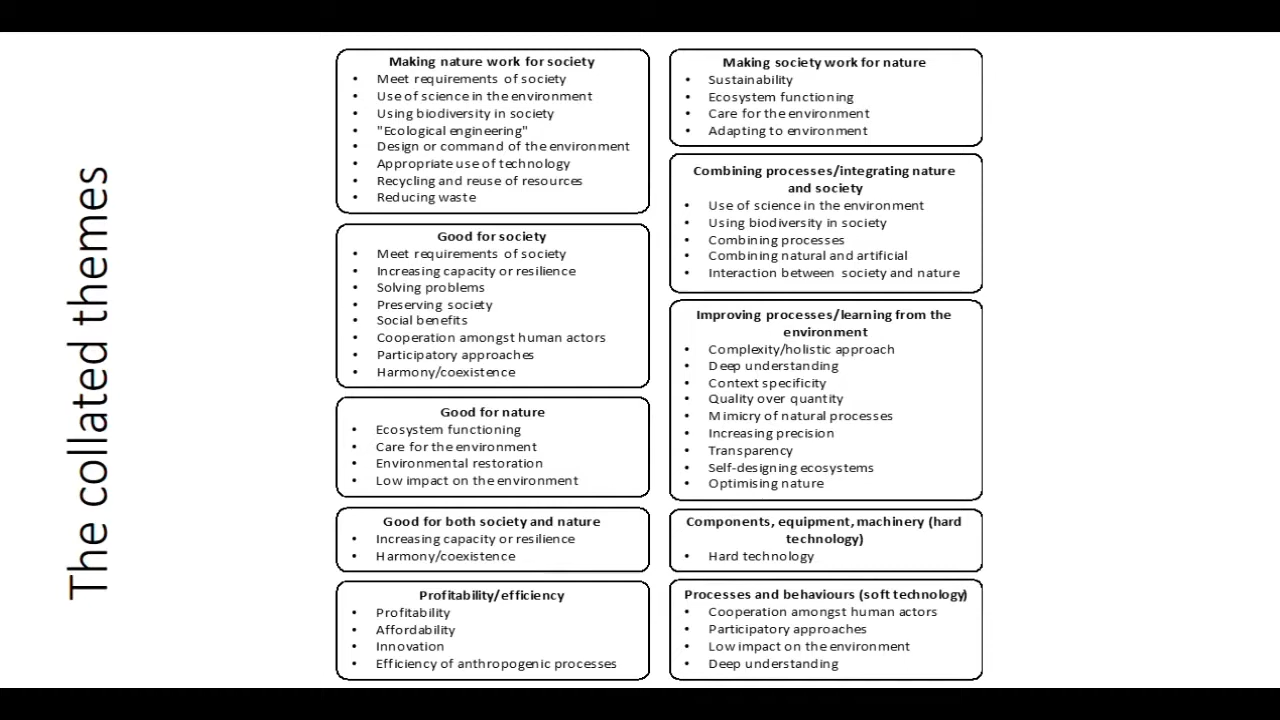 The collated themes
Making nature work for society
• Meet requirements of society
• Use of science in the environment
• Using biodiversity in society
• "Ecological engineering"
• Design or command of the environment
• Appropriate use of technology
• Recycling and reuse of resources
• Reducing waste
Good for society
• Meet requirements of society
• Increasing capacity or resilience
• Solving problems
• Preserving society
• Social benefits
• Cooperation amongst human actors
• Participatory approaches
• Harmony/coexistence
Good for nature
• Ecosystem functioning
• Care for the environment
• Environmental restoration
• Low impact on the environment
Good for both society and nature
• Increasing capacity or resilience
• Harmony/coexistence
Profitability/efficiency
• Profitability
• Affordability
• Innovation
• Efficiency of anthropogenic processes
Making society work for nature
• Sustainability
• Ecosystem functioning
• Care for the environment
• Adapting to environment
Combining processes/integrating nature
and society
• Use of science in the environment
• Using biodiversity in society
• Combining processes
• Combining natural and artificial
• Interaction between society and nature
Improving processes/learning from the
environment
• Complexity/holistic approach
• Deep understanding
• Context specificity
• Quality over quantity
• Mimicry of natural processes
• Increasing precision
• Transparency
• Self-designing ecosystems
• Optimising nature
Components, equipment, machinery (hard
technology)
• Hard technology
Processes and behaviours (soft technology)
• Cooperation amongst human actors
• Participatory approaches
• Low impact on the environment
• Deep understanding